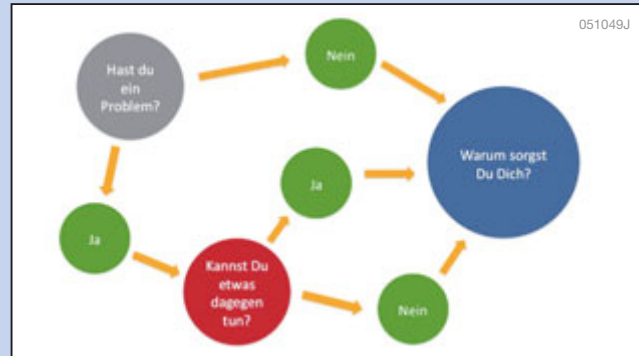 051049J
Hast du
ein
Problem?
Nein
Warum sorgst
Du Dich?
Ja
Ja
Kannst Du
etwas
dagegen
tun?
Nein